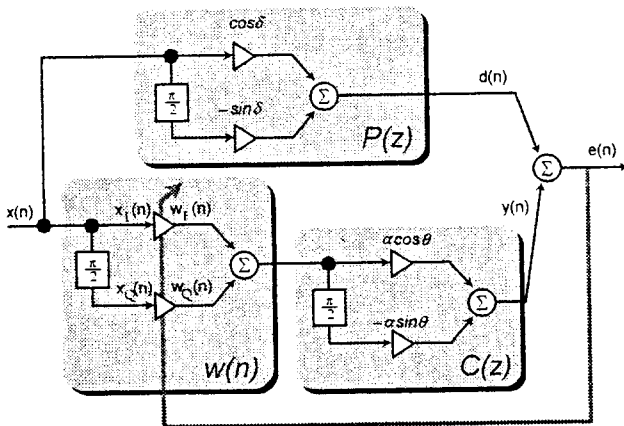 cosδ
π/2
−sinδ
Σ
P(z)
d(n)
e(n)
Σ
y(n)
x(n)
x_I(n)
w_I(n)
π/2
x_Q(n)
w_Q(n)
Σ
w(n)
αcosθ
π/2
−αsinθ
Σ
C(z)